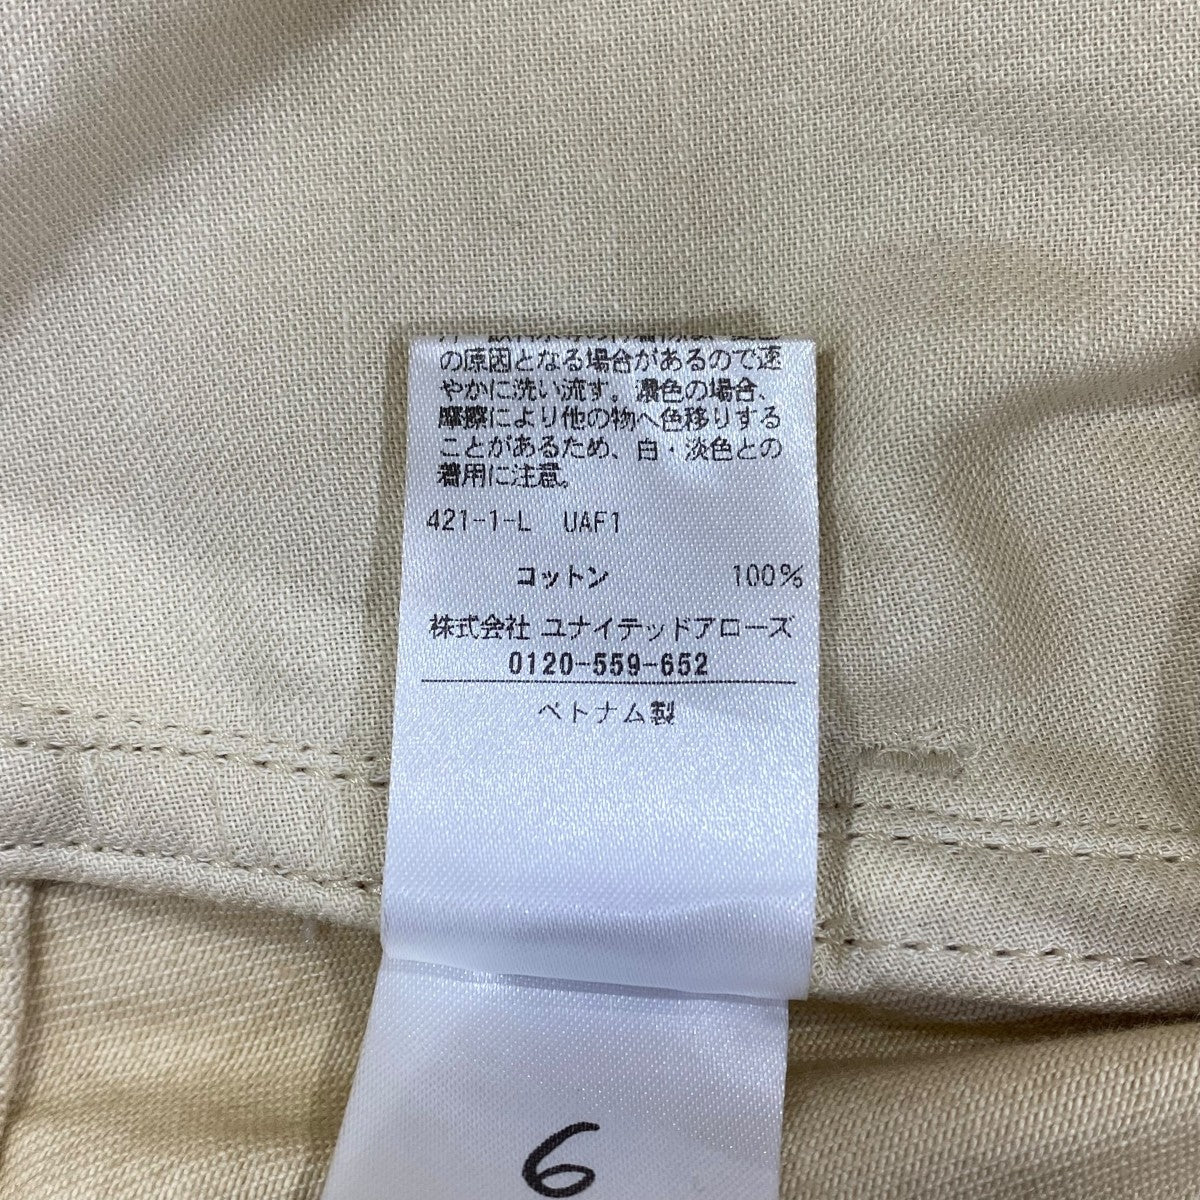 の原因となる場合があるので速
やかに洗い流す。濃色の場合、
摩擦により他の物へ色移りする
ことがあるため、白・淡色との
着用に注意。
421-1-L UAF1
コットン 100%
株式会社 ユナイテッドアローズ
0120-559-652
ベトナム製
9